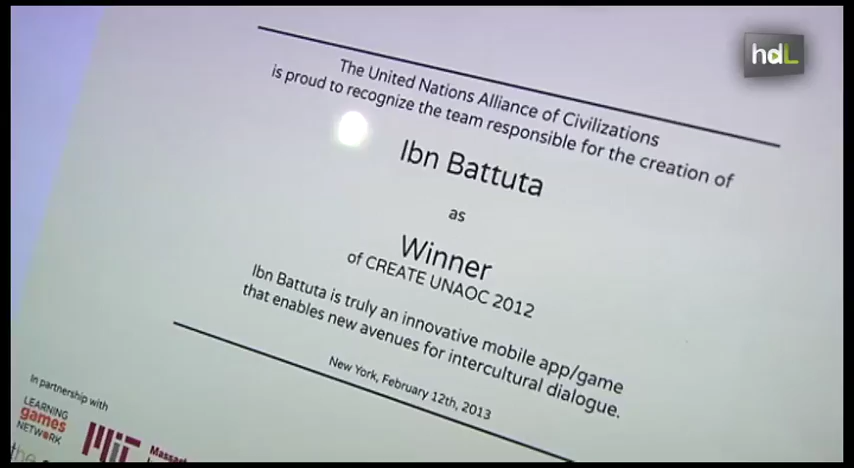 hdL
The United Nations Alliance of Civilizations
is proud to recognize the team responsible for the creation of
Ibn Battuta
as
Winner
of CREATE UNAOC 2012
Ibn Battuta is truly an innovative mobile app/game
that enables new avenues for intercultural dialogue.
New York, February 12th, 2013
In partnership with
LEARNING
games
NETWORK
MIT
the